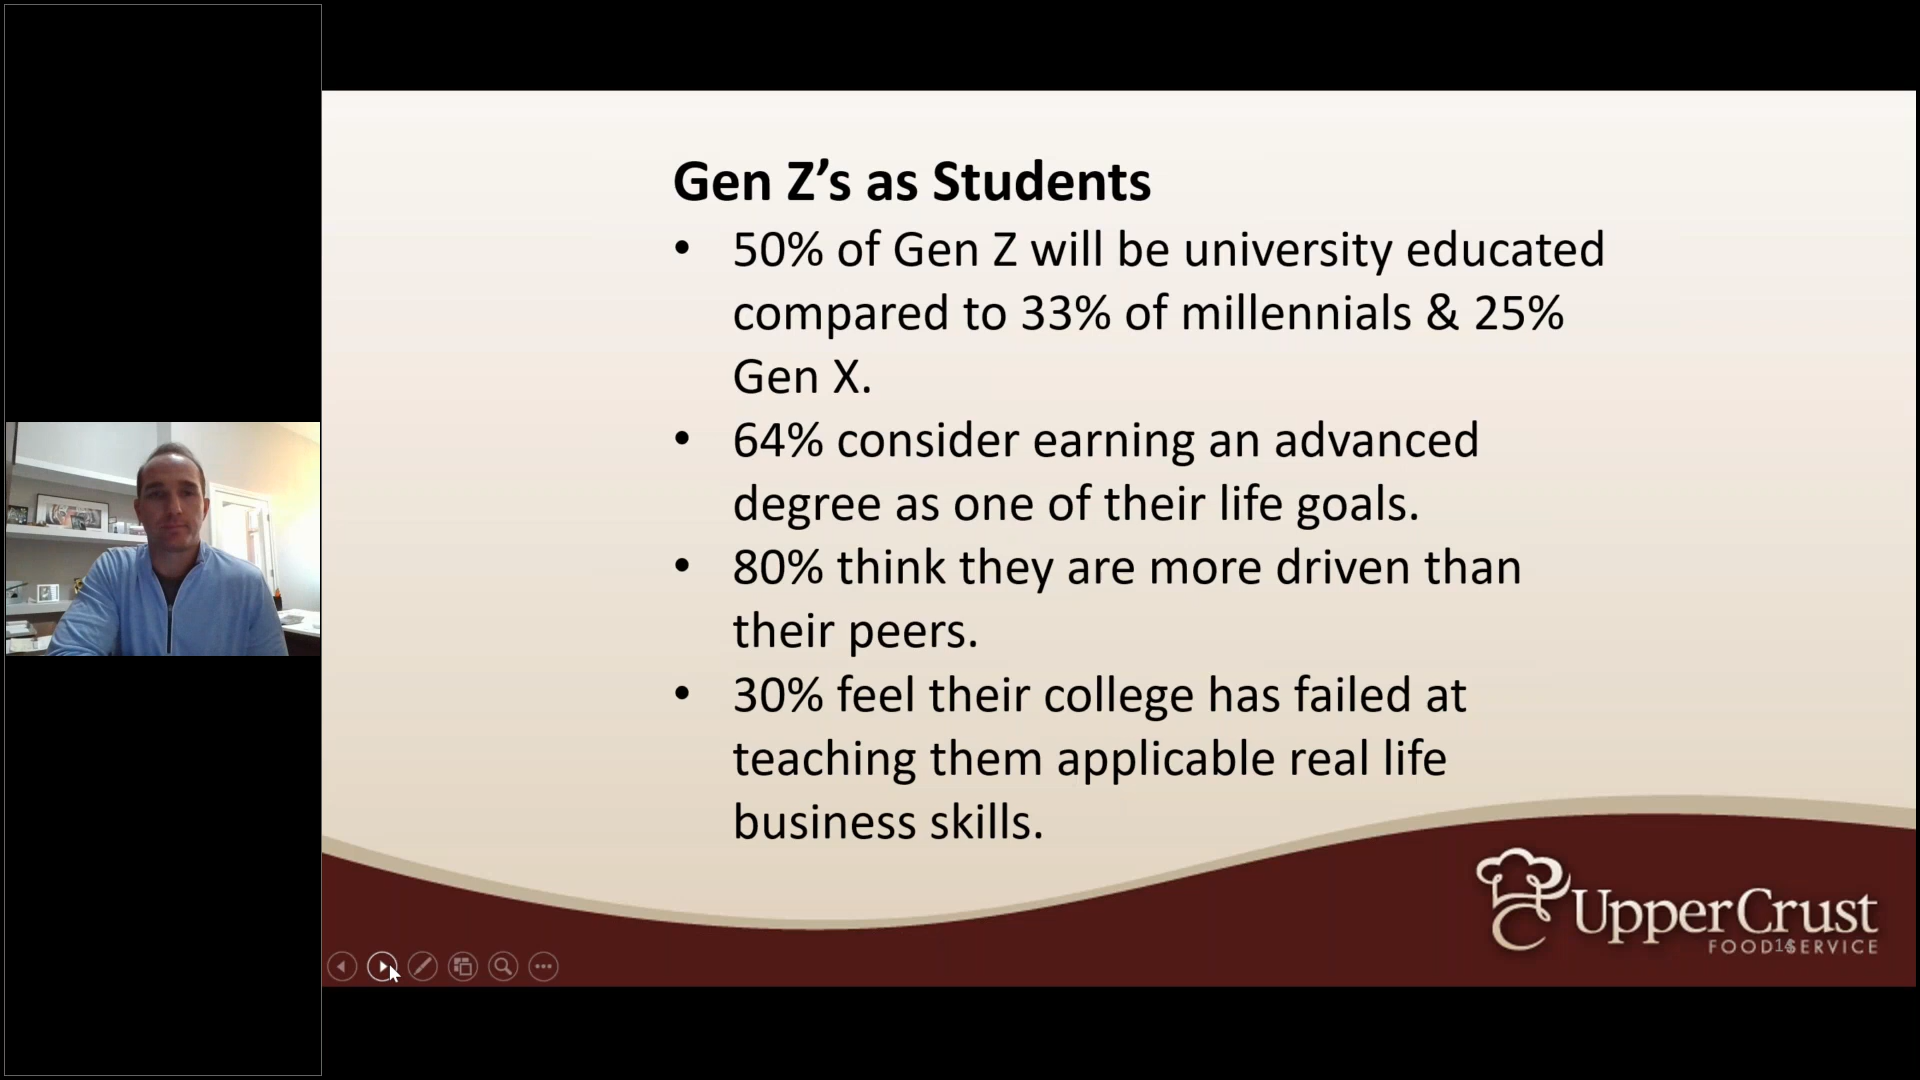 Gen Z’s as Students
• 50% of Gen Z will be university educated
compared to 33% of millennials & 25%
Gen X.
• 64% consider earning an advanced
degree as one of their life goals.
• 80% think they are more driven than
their peers.
• 30% feel their college has failed at
teaching them applicable real life
business skills.
UpperCrust
FOOD SERVICE